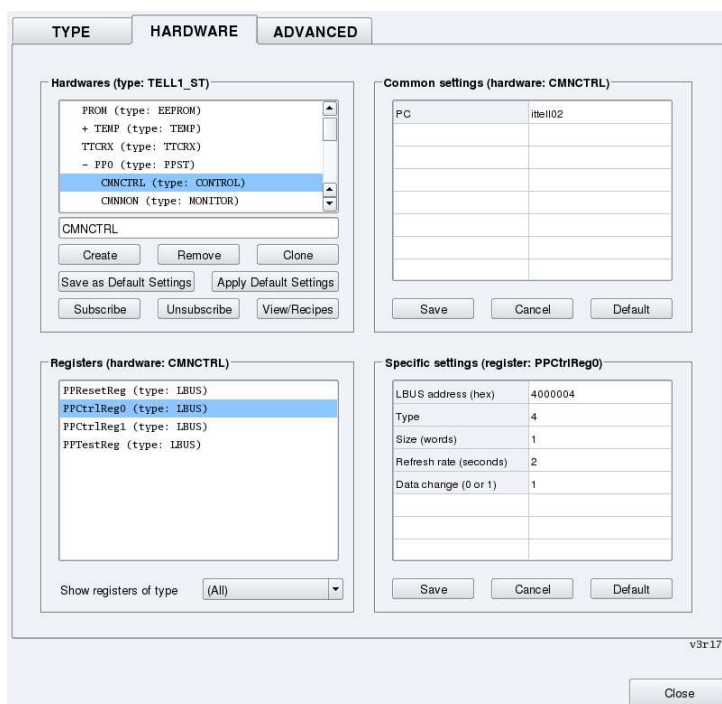 TYPE HARDWARE ADVANCED
Hardwares (type: TELL1_ST)
PROM (type: EEPROM)
+ TEMP (type: TEMP)
TTCRX (type: TTCRX)
- PP0 (type: PPST)
CMNCTRL (type: CONTROL)
CMNMON (type: MONITOR)
CMNCTRL
Create Remove Clone
Save as Default Settings Apply Default Settings
Subscribe Unsubscribe View/Recipes
Common settings (hardware: CMNCTRL)
PC ittell02
Save Cancel Default
Registers (hardware: CMNCTRL)
PPResetReg (type: LBUS)
PPCtrlReg0 (type: LBUS)
PPCtrlReg1 (type: LBUS)
PPTestReg (type: LBUS)
Show registers of type (All)
Specific settings (register: PPCtrlReg0)
LBUS address (hex) 4000004
Type 4
Size (words) 1
Refresh rate (seconds) 2
Data change (0 or 1) 1
Save Cancel Default
v3r17
Close